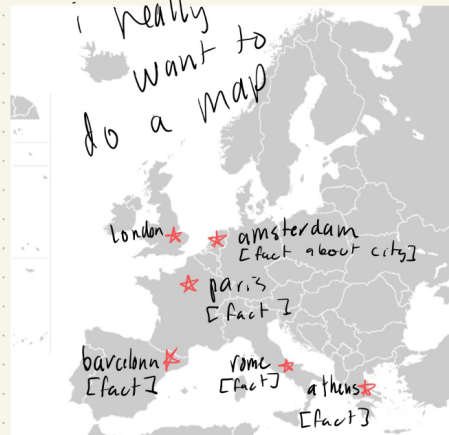 i really
want to
do a map
london
amsterdam
[fact about city]
paris
[fact]
barcelona
[fact]
rome
[fact]
athens
[fact]